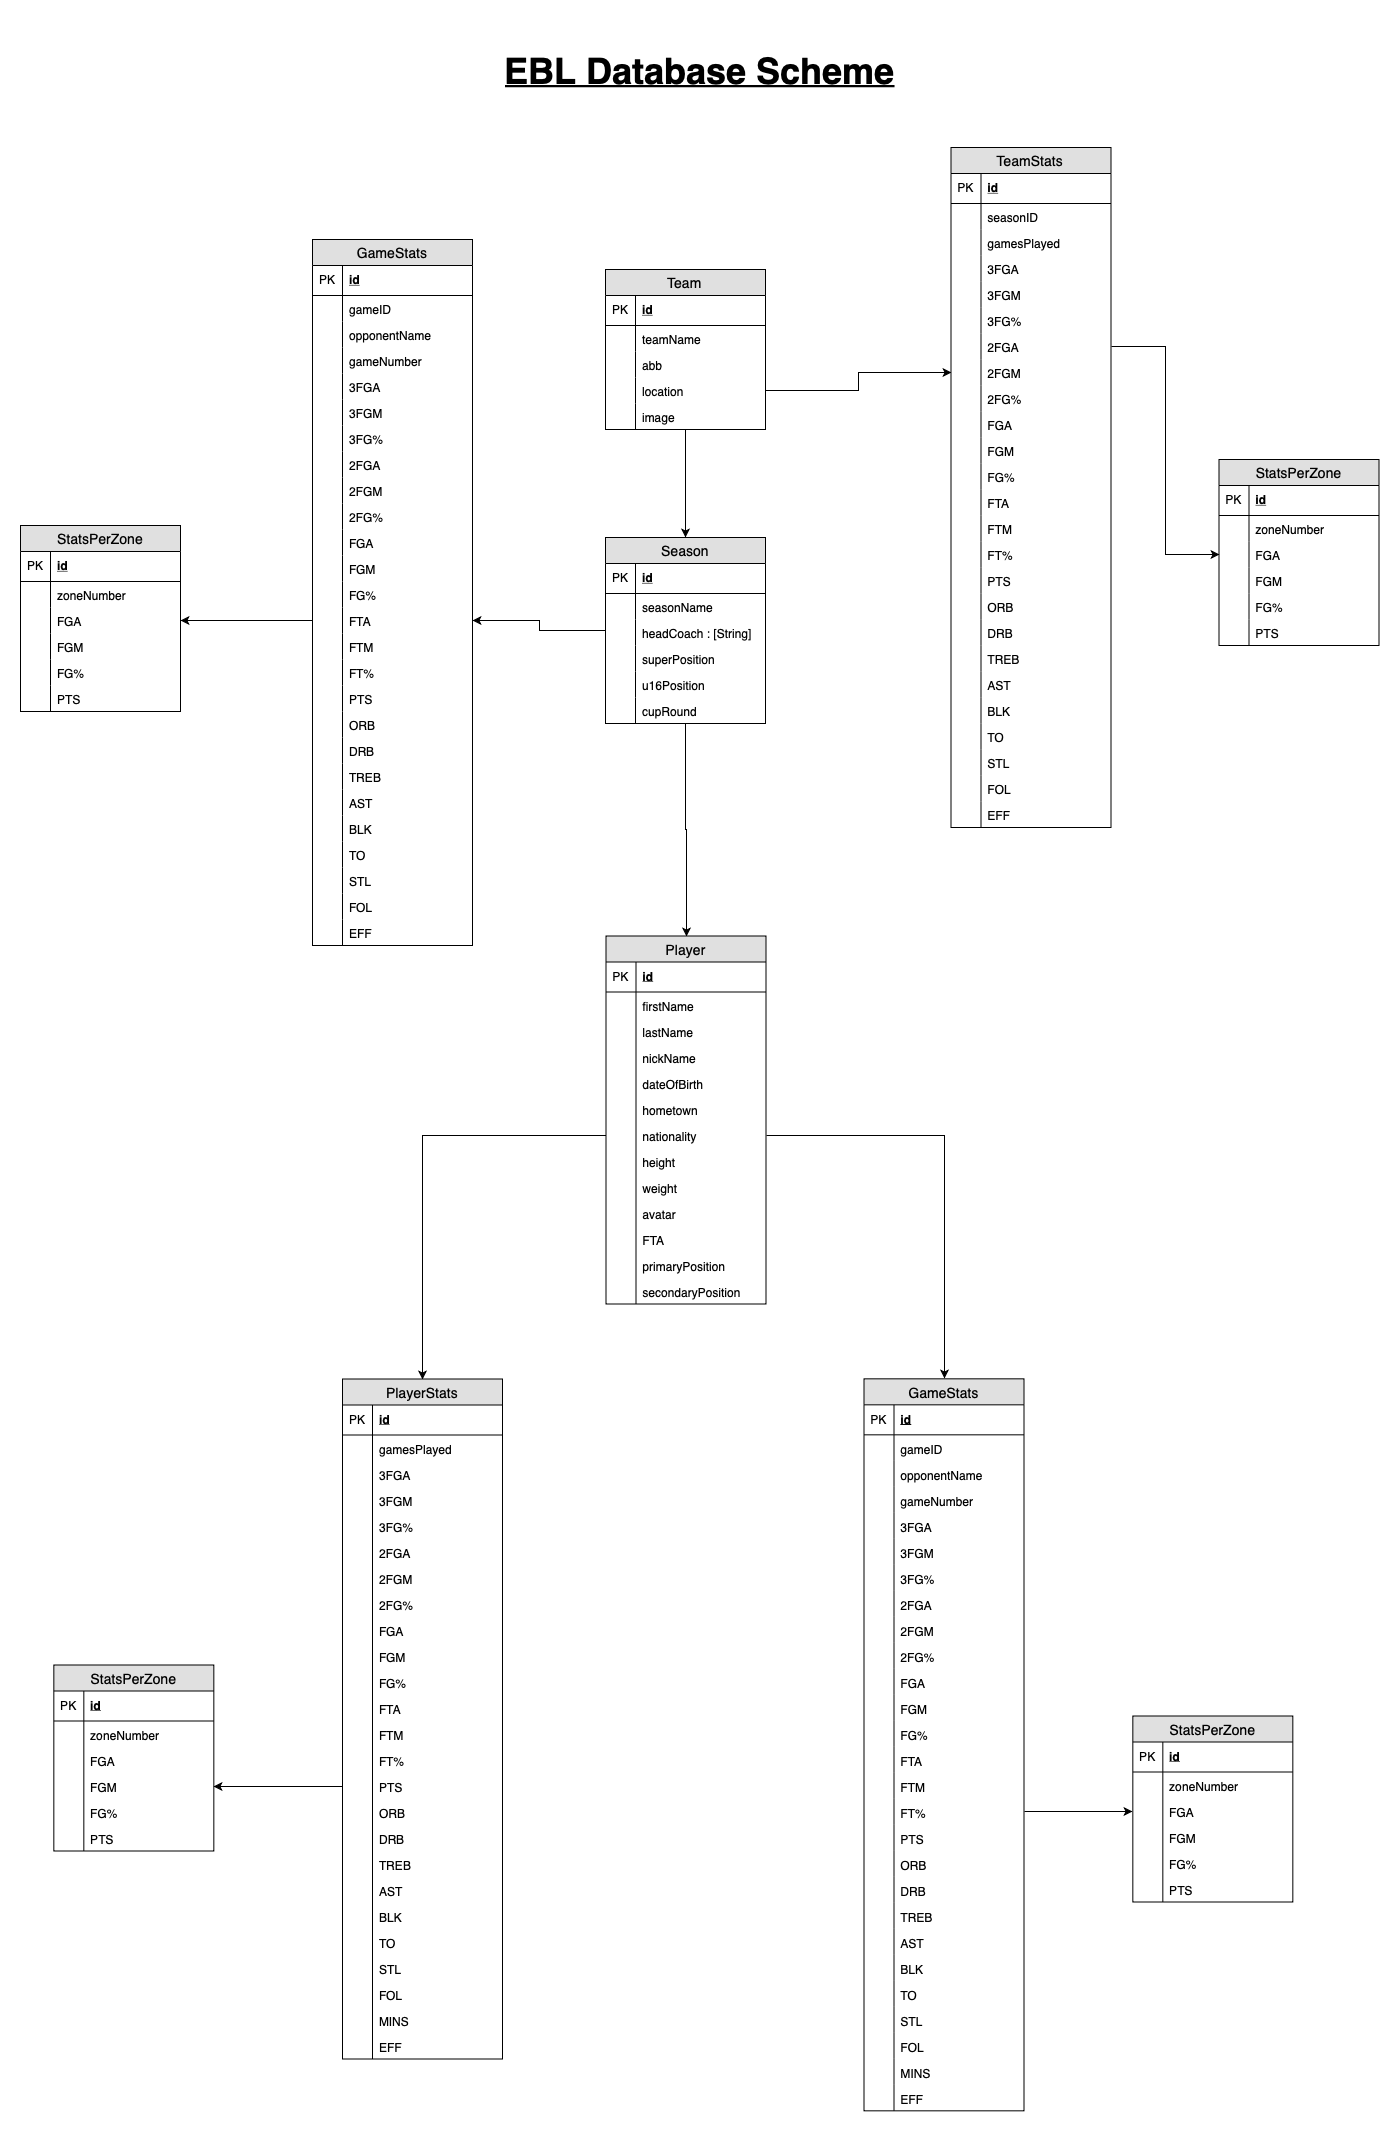 EBL Database Scheme
TeamStats
PK id
seasonID
gamesPlayed
3FGA
3FGM
3FG%
2FGA
2FGM
2FG%
FGA
FGM
FG%
FTA
FTM
FT%
PTS
ORB
DRB
TREB
AST
BLK
TO
STL
FOL
EFF
GameStats
PK id
gameID
opponentName
gameNumber
3FGA
3FGM
3FG%
2FGA
2FGM
2FG%
FGA
FGM
FG%
FTA
FTM
FT%
PTS
ORB
DRB
TREB
AST
BLK
TO
STL
FOL
EFF
Team
PK id
teamName
abb
location
image
StatsPerZone
PK id
zoneNumber
FGA
FGM
FG%
PTS
StatsPerZone
PK id
zoneNumber
FGA
FGM
FG%
PTS
Season
PK id
seasonName
headCoach : [String]
superPosition
u16Position
cupRound
Player
PK id
firstName
lastName
nickName
dateOfBirth
hometown
nationality
height
weight
avatar
FTA
primaryPosition
secondaryPosition
PlayerStats
PK id
gamesPlayed
3FGA
3FGM
3FG%
2FGA
2FGM
2FG%
FGA
FGM
FG%
FTA
FTM
FT%
PTS
ORB
DRB
TREB
AST
BLK
TO
STL
FOL
MINS
EFF
GameStats
PK id
gameID
opponentName
gameNumber
3FGA
3FGM
3FG%
2FGA
2FGM
2FG%
FGA
FGM
FG%
FTA
FTM
FT%
PTS
ORB
DRB
TREB
AST
BLK
TO
STL
FOL
MINS
EFF
StatsPerZone
PK id
zoneNumber
FGA
FGM
FG%
PTS
StatsPerZone
PK id
zoneNumber
FGA
FGM
FG%
PTS